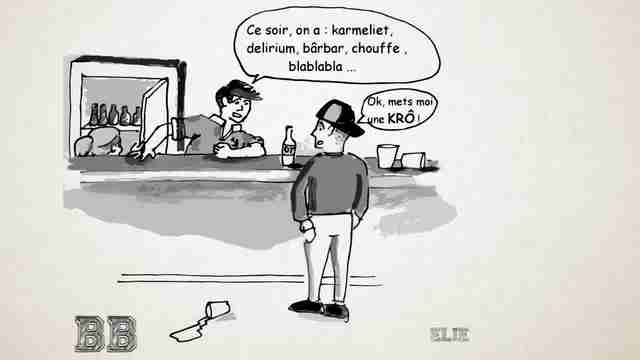 Ce soir, on a : karmeliet,
delirium, bârbar, chouffe ,
blablabla ...
Ok, mets moi
une KRÔ !
BB
ELIE